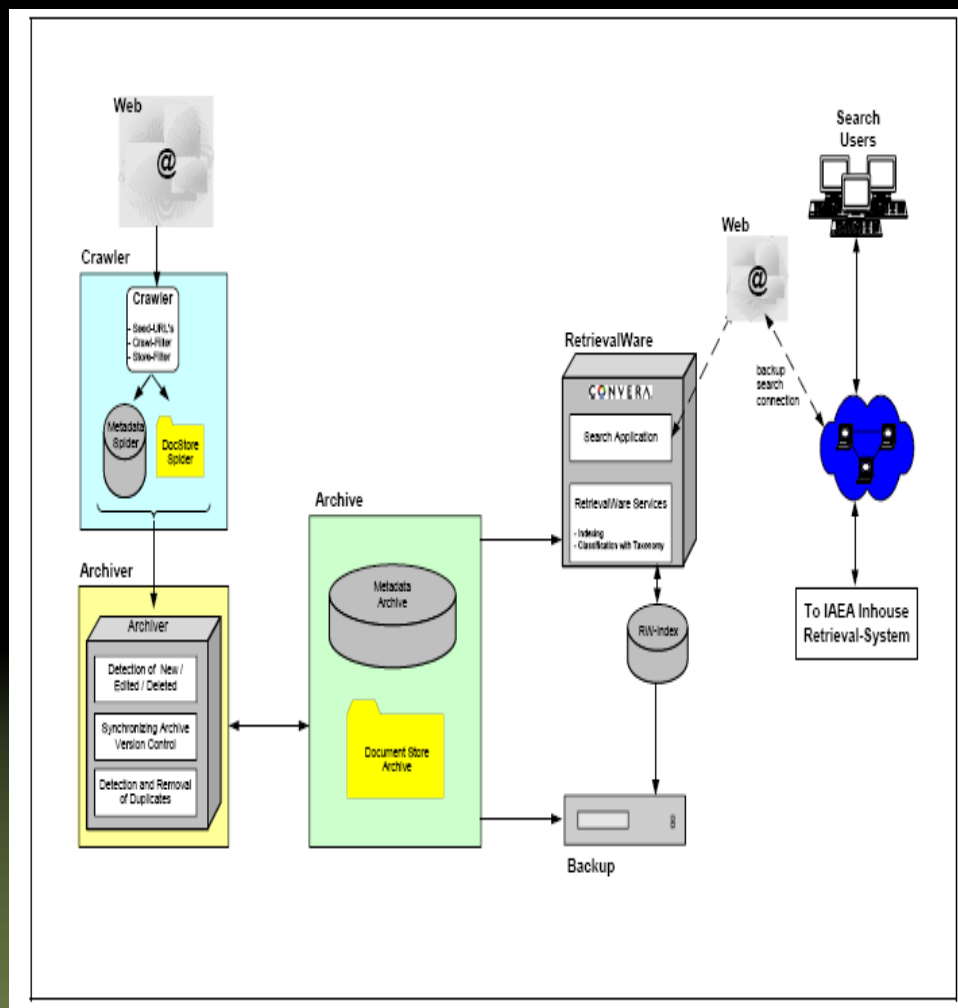 Web
@
Crawler
Crawler
- Seed-URL's
- Crawl-Filter
- Store-Filter
Metadata
Spider
DocStore
Spider
Archiver
Archiver
Detection of New /
Edited / Deleted
Synchronizing Archive
Version Control
Detection and Removal
of Duplicates
Archive
Metadata
Archive
Document Store
Archive
RetrievalWare
CONVERA
Search Application
RetrievalWare Services
- Indexing
- Classification with Taxonomy
RW-Index
Backup
Web
@
backup
search
connection
Search
Users
To IAEA Inhouse
Retrieval-System